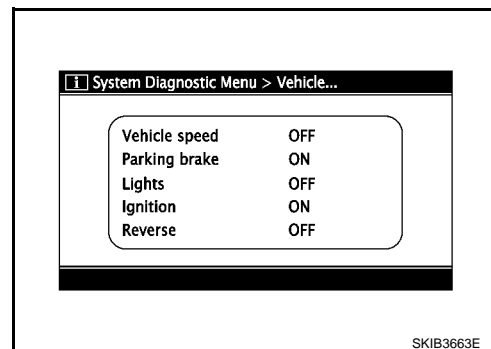 i System Diagnostic Menu > Vehicle...
Vehicle speed OFF
Parking brake ON
Lights OFF
Ignition ON
Reverse OFF
SKIB3663E